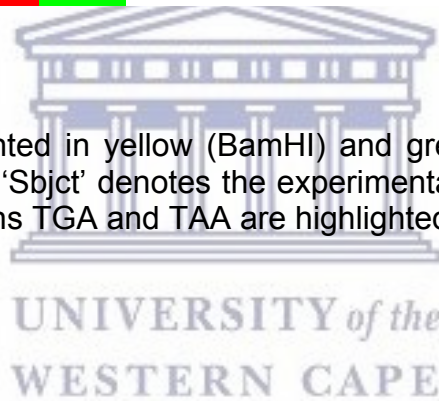 nted in yellow (BamHI) and gre
‘Sbjct’ denotes the experimenta
ns TGA and TAA are highlighted
UNIVERSITY of the
WESTERN CAPE